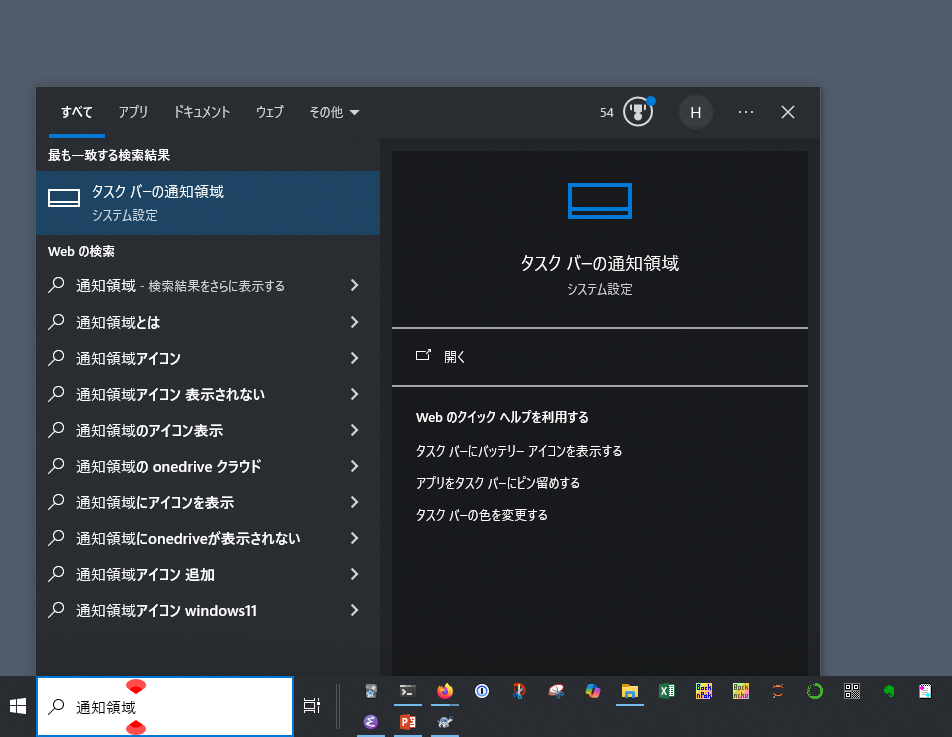 すべて アプリ ドキュメント ウェブ その他 54 H
最も一致する検索結果
タスク バーの通知領域
システム設定
Web の検索
通知領域 - 検索結果をさらに表示する
通知領域とは
通知領域アイコン
通知領域アイコン 表示されない
通知領域のアイコン表示
通知領域の onedrive クラウド
通知領域にアイコンを表示
通知領域にonedriveが表示されない
通知領域アイコン 追加
通知領域アイコン windows11
タスク バーの通知領域
システム設定
開く
Web のクイック ヘルプを利用する
タスク バーにバッテリー アイコンを表示する
アプリをタスク バーにピン留めする
タスク バーの色を変更する
通知領域